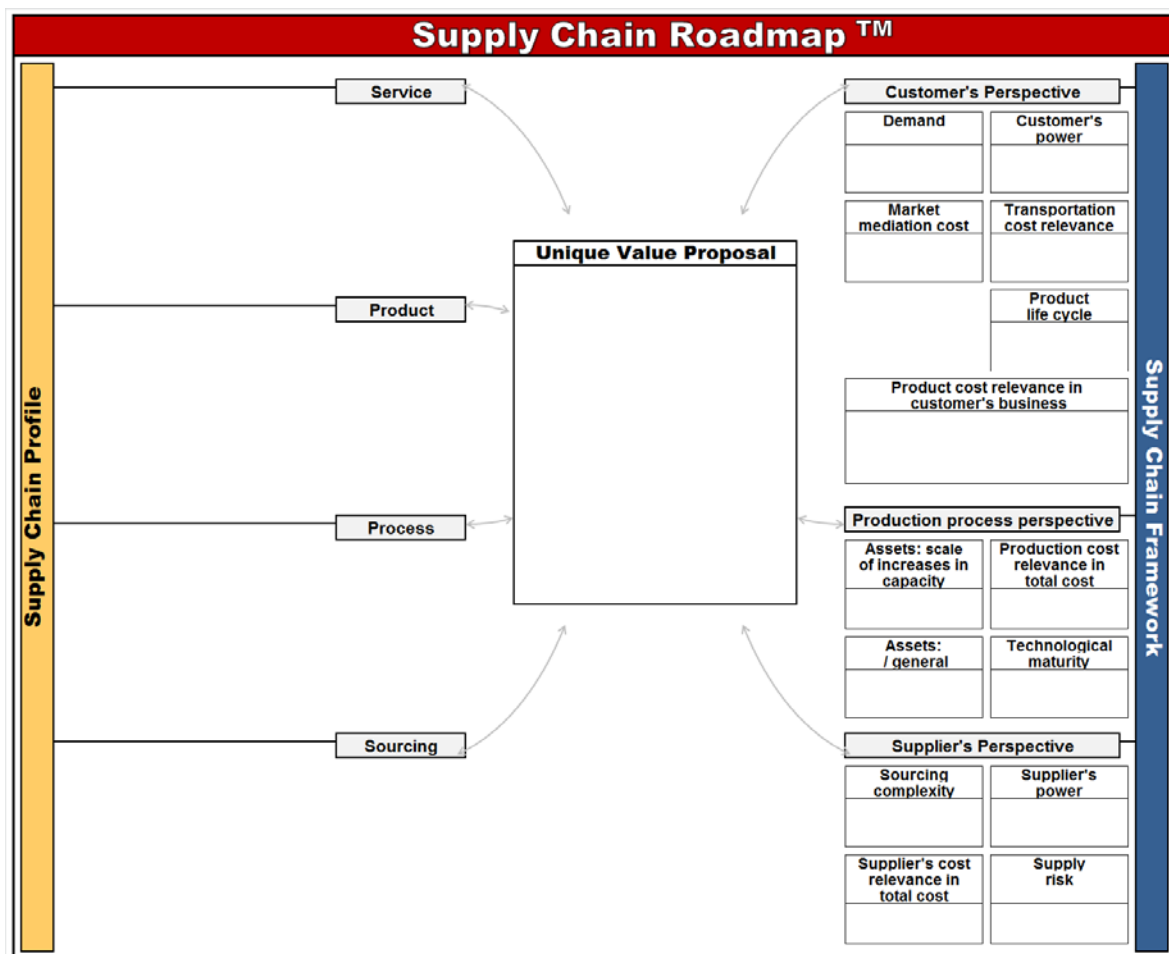 Supply Chain Roadmap ™
Supply Chain Profile
Service
Product
Process
Sourcing
Unique Value Proposal
Customer's Perspective
Demand
Customer's
power
Market
mediation cost
Transportation
cost relevance
Product
life cycle
Product cost relevance in
customer's business
Production process perspective
Assets: scale
of increases in
capacity
Production cost
relevance in
total cost
Assets:
/ general
Technological
maturity
Supplier's Perspective
Sourcing
complexity
Supplier's
power
Supplier's cost
relevance in
total cost
Supply
risk
Supply Chain Framework